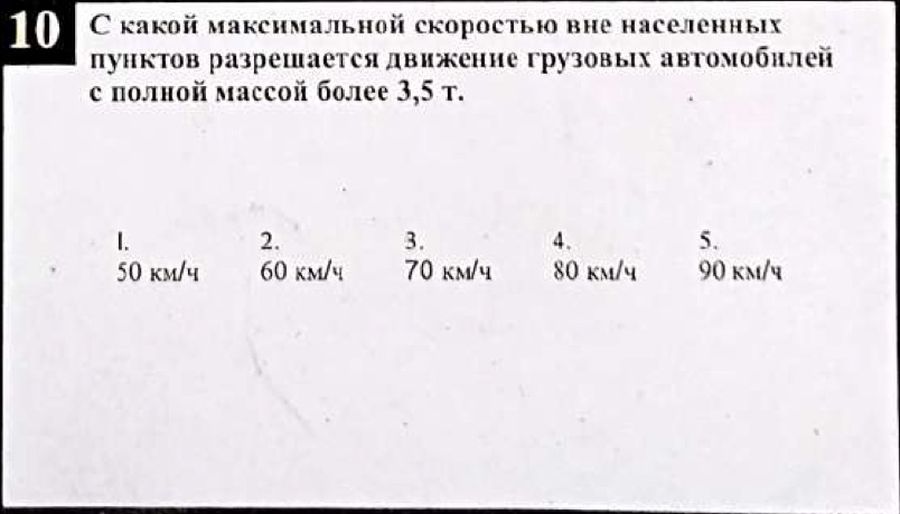 10
С какой максимальной скоростью вне населенных
пунктов разрешается движение грузовых автомобилей
с полной массой более 3,5 т.
1. 2. 3. 4. 5.
50 км/ч 60 км/ч 70 км/ч 80 км/ч 90 км/ч